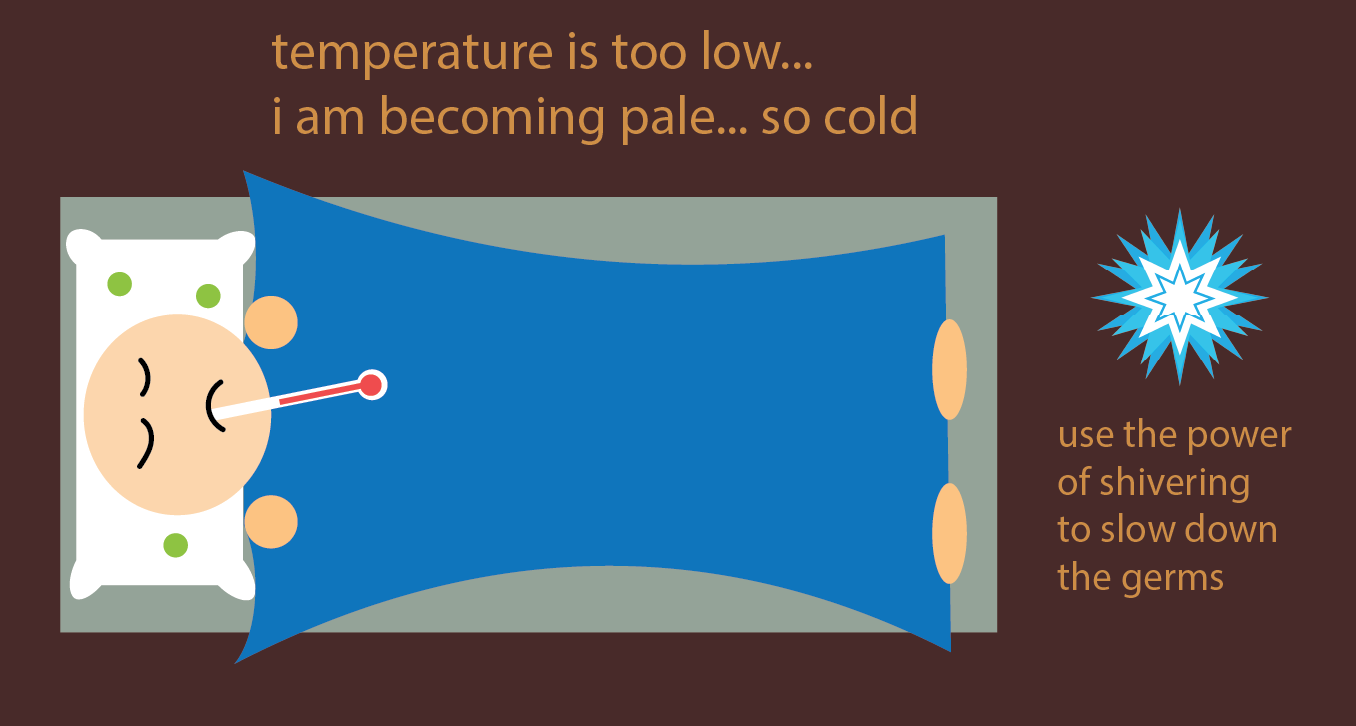 temperature is too low...
i am becoming pale... so cold
use the power
of shivering
to slow down
the germs